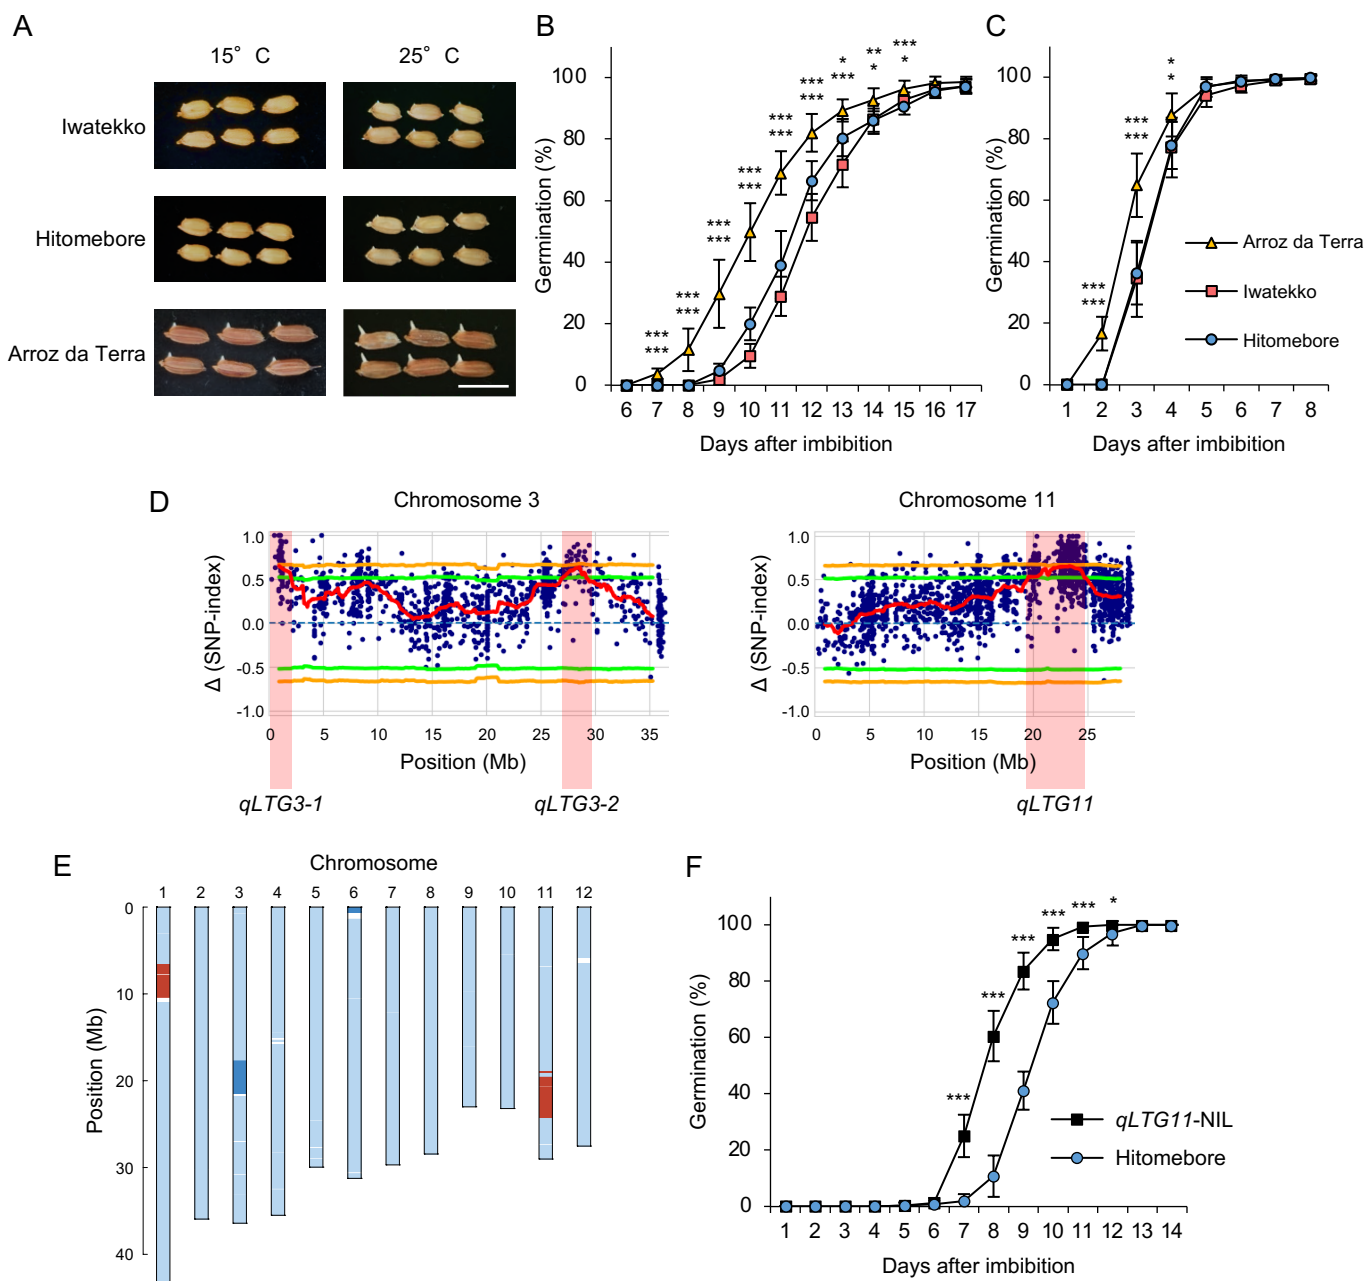 A
15° C
25° C
Iwatekko
Hitomebore
Arroz da Terra
B
Germination (%)
100
80
60
40
20
0
***
***
***
***
***
***
***
***
***
***
***
***
*
***
**
*
***
*
6 7 8 9 10 11 12 13 14 15 16 17
Days after imbibition
C
Germination (%)
100
80
60
40
20
0
***
***
***
***
*
*
Arroz da Terra
Iwatekko
Hitomebore
1 2 3 4 5 6 7 8
Days after imbibition
D
Chromosome 3
Δ (SNP-index)
1.0
0.5
0.0
-0.5
-1.0
0 5 10 15 20 25 30 35
Position (Mb)
qLTG3-1
qLTG3-2
Chromosome 11
Δ (SNP-index)
1.0
0.5
0.0
-0.5
-1.0
0 5 10 15 20 25
Position (Mb)
qLTG11
E
Chromosome
1 2 3 4 5 6 7 8 9 10 11 12
Position (Mb)
0
10
20
30
40
F
Germination (%)
100
80
60
40
20
0
***
***
***
***
***
*
qLTG11-NIL
Hitomebore
1 2 3 4 5 6 7 8 9 10 11 12 13 14
Days after imbibition